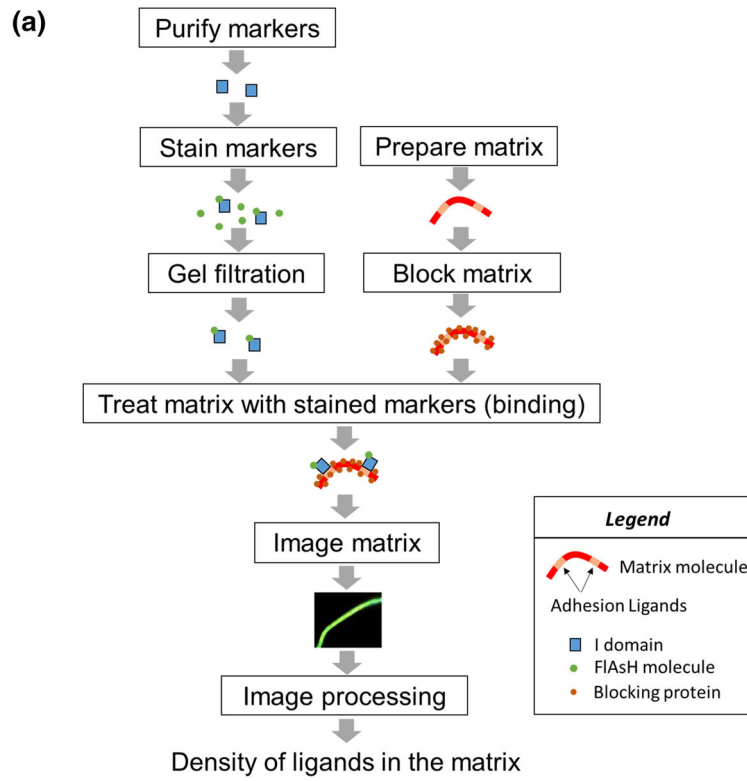 (a)
Purify markers
Stain markers
Prepare matrix
Gel filtration
Block matrix
Treat matrix with stained markers (binding)
Image matrix
Image processing
Density of ligands in the matrix
Legend
Matrix molecule
Adhesion Ligands
I domain
FlAsH molecule
Blocking protein